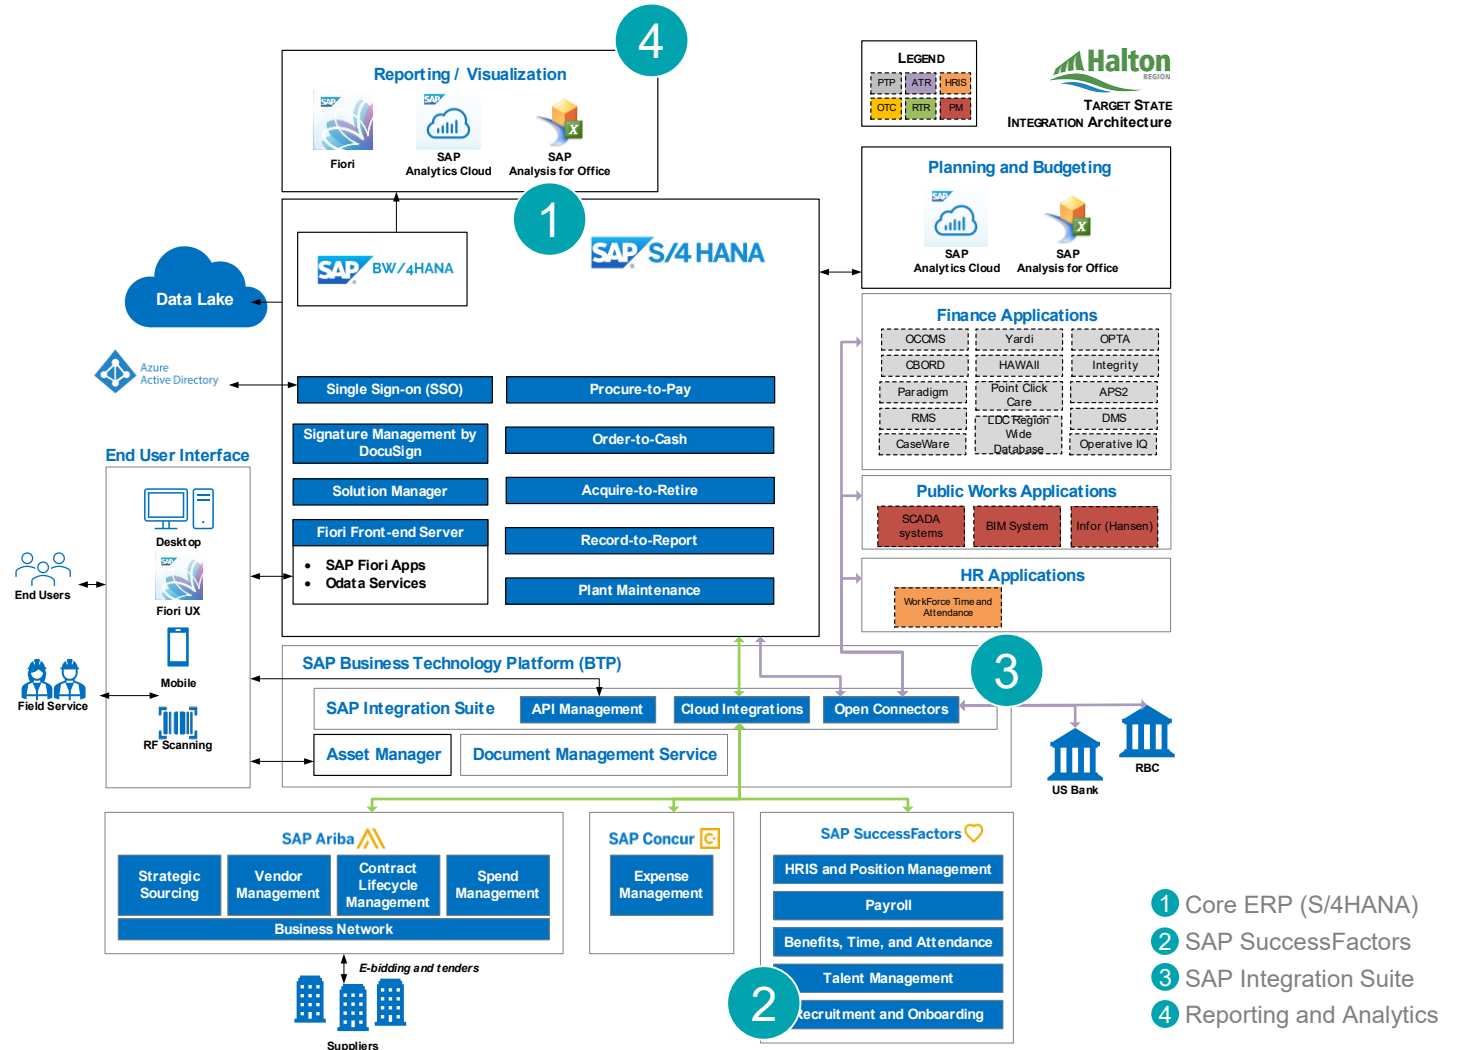 4
Reporting / Visualization
SAP
Fiori
SAP
SAP
Analytics Cloud
SAP
Analysis for Office
LEGEND
PTP ATR HRIS
OTC RTR PM
Halton
REGION
TARGET STATE
INTEGRATION Architecture
Planning and Budgeting
SAP
SAP
Analytics Cloud
SAP
Analysis for Office
1
SAP BW/4HANA
SAP S/4HANA
Data Lake
Azure
Active Directory
Single Sign-on (SSO)
Signature Management by
DocuSign
Solution Manager
Fiori Front-end Server
• SAP Fiori Apps
• Odata Services
Procure-to-Pay
Order-to-Cash
Acquire-to-Retire
Record-to-Report
Plant Maintenance
Finance Applications
OCCMS Yardi OPTA
CBORD HAWAII Integrity
Paradigm
Point Click
Care
APS2
RMS
LDC Region
Wide
Database
DMS
CaseWare
Operative IQ
Public Works Applications
SCADA
systems
BIM System
Infor (Hansen)
HR Applications
WorkForce Time and
Attendance
End User Interface
Desktop
SAP
Fiori UX
Mobile
RF Scanning
End Users
Field Service
3
SAP Business Technology Platform (BTP)
SAP Integration Suite
API Management
Cloud Integrations
Open Connectors
Asset Manager
Document Management Service
US Bank
RBC
SAP Ariba
Strategic
Sourcing
Vendor
Management
Contract
Lifecycle
Management
Spend
Management
Business Network
E-bidding and tenders
Suppliers
SAP Concur C
Expense
Management
SAP SuccessFactors
HRIS and Position Management
Payroll
Benefits, Time, and Attendance
Talent Management
2
Recruitment and Onboarding
1 Core ERP (S/4HANA)
2 SAP SuccessFactors
3 SAP Integration Suite
4 Reporting and Analytics